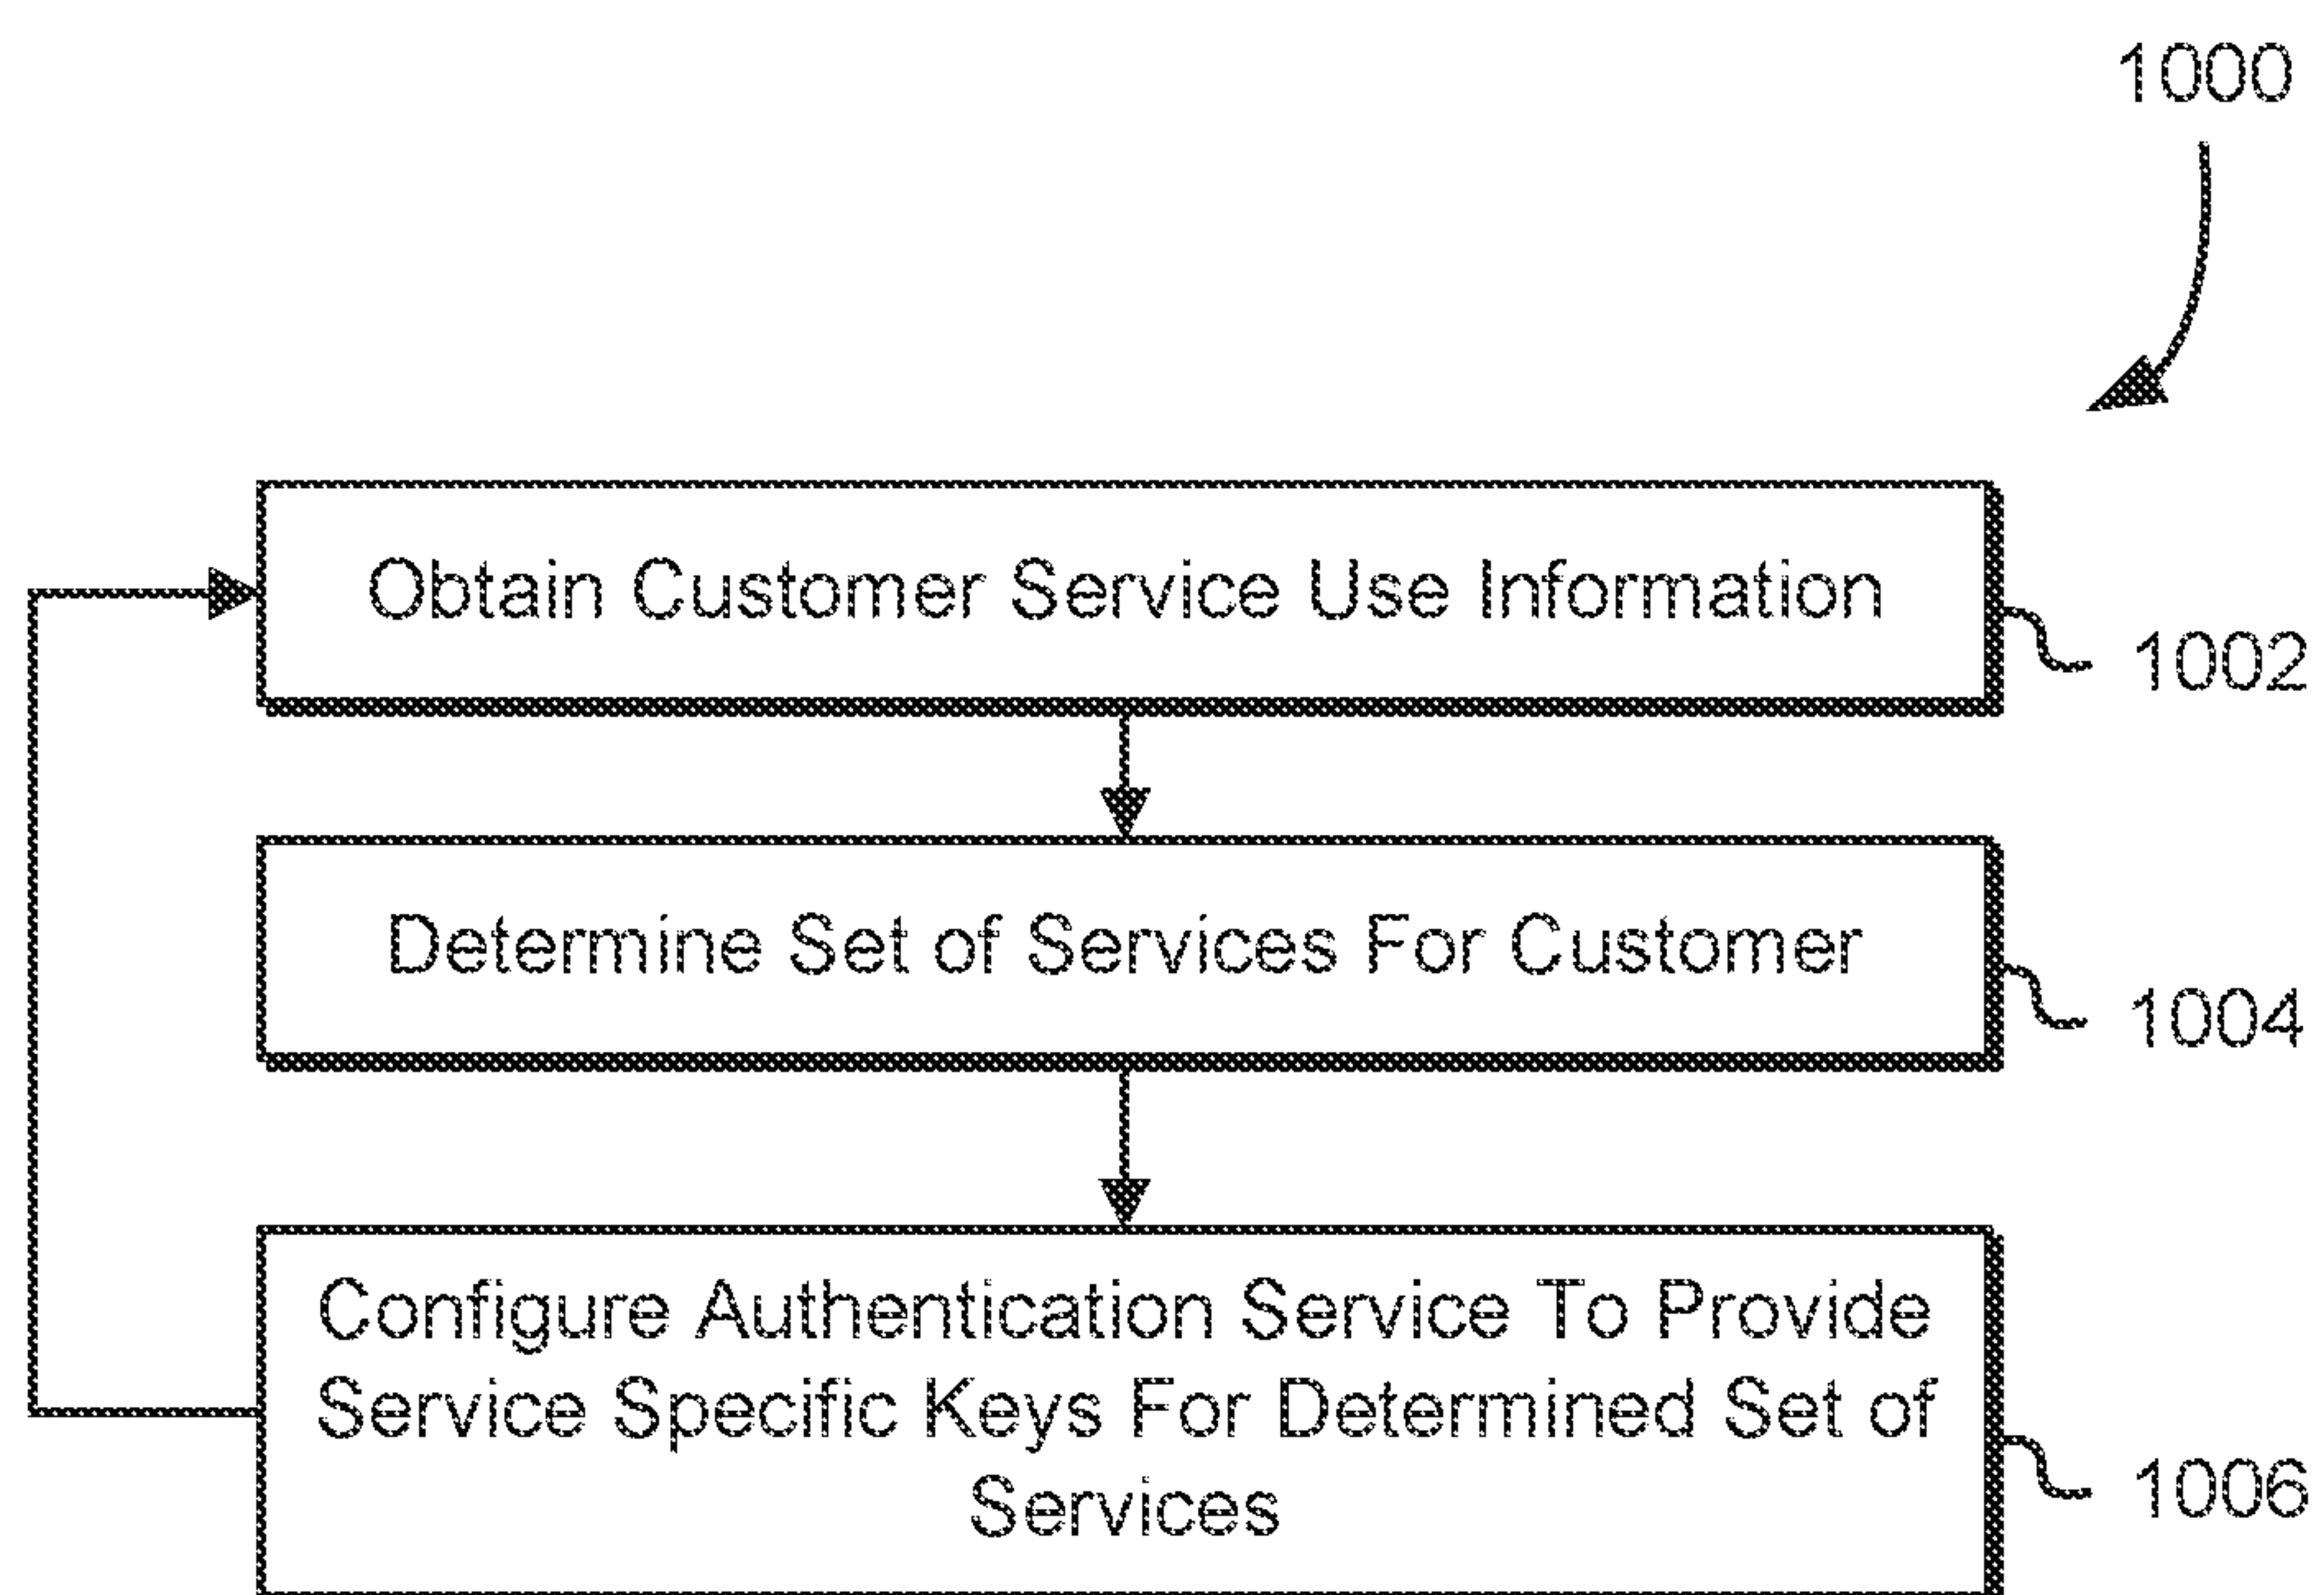 1000
Obtain Customer Service Use Information
1002
Determine Set of Services For Customer
1004
Configure Authentication Service To Provide
Service Specific Keys For Determined Set of
Services
1006